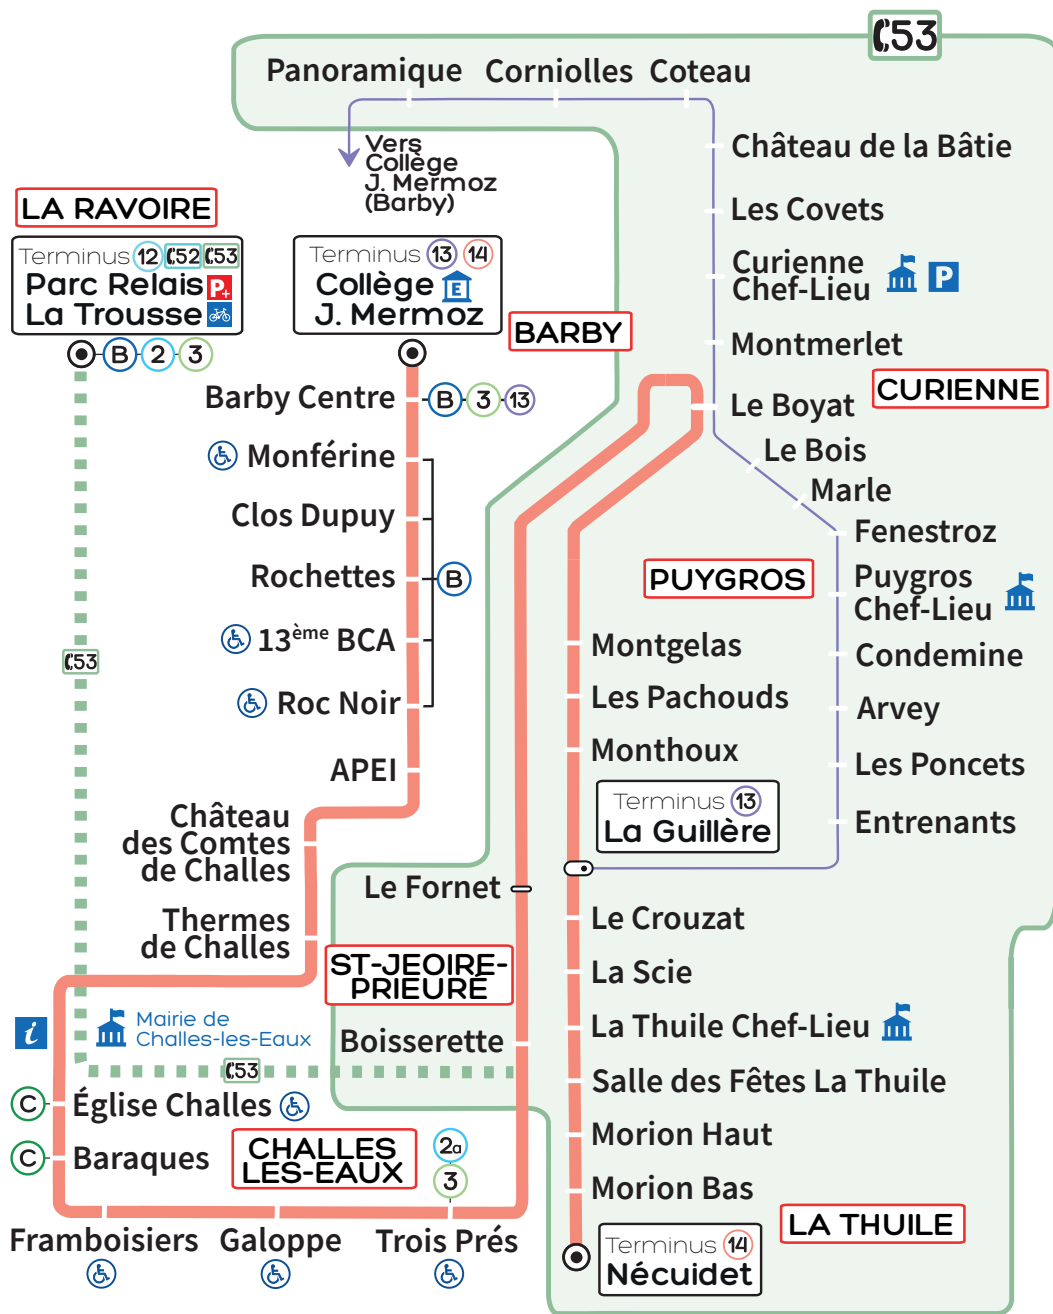 53
Panoramique
Corniolles
Coteau
Vers
Collège
J. Mermoz
(Barby)
Château de la Bâtie
Les Covets
Curienne
Chef-Lieu
P
Montmerlet
Le Boyat
CURIENNE
Le Bois
Marle
Fenestroz
PUYGROS
Puygros
Chef-Lieu
Condemine
Arvey
Les Poncets
Entrenants
LA RAVOIRE
Terminus 12 52 53
Parc Relais P+
La Trousse
B 2 3
53
Terminus 13 14
Collège E
J. Mermoz
BARBY
Barby Centre
B 3 13
Monférine
Clos Dupuy
Rochettes
B
13ème BCA
Roc Noir
APEI
Château
des Comtes
de Challes
Thermes
de Challes
i
Mairie de
Challes-les-Eaux
53
C Église Challes
C Baraques
CHALLES
LES-EAUX
2a
3
Framboisiers
Galoppe
Trois Prés
Le Fornet
ST-JEOIRE-
PRIEURÉ
Boisserette
Montgelas
Les Pachouds
Monthoux
Terminus 13
La Guillère
Le Crouzat
La Scie
La Thuile Chef-Lieu
Salle des Fêtes La Thuile
Morion Haut
Morion Bas
LA THUILE
Terminus 14
Nécuidet